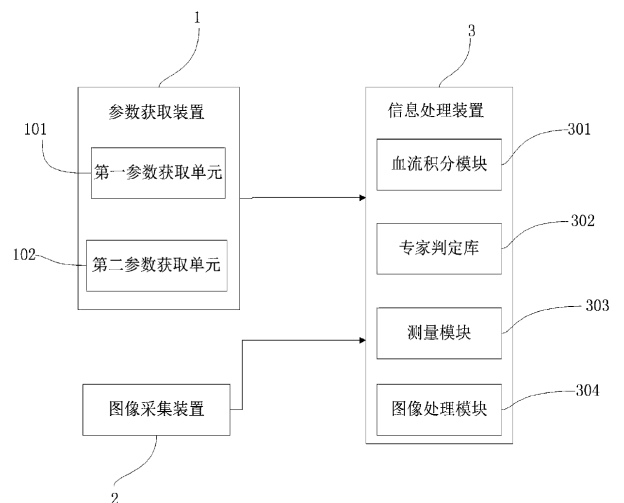 1
参数获取装置
101
第一参数获取单元
102
第二参数获取单元
图像采集装置
2
3
信息处理装置
301
血流积分模块
302
专家判定库
303
测量模块
304
图像处理模块